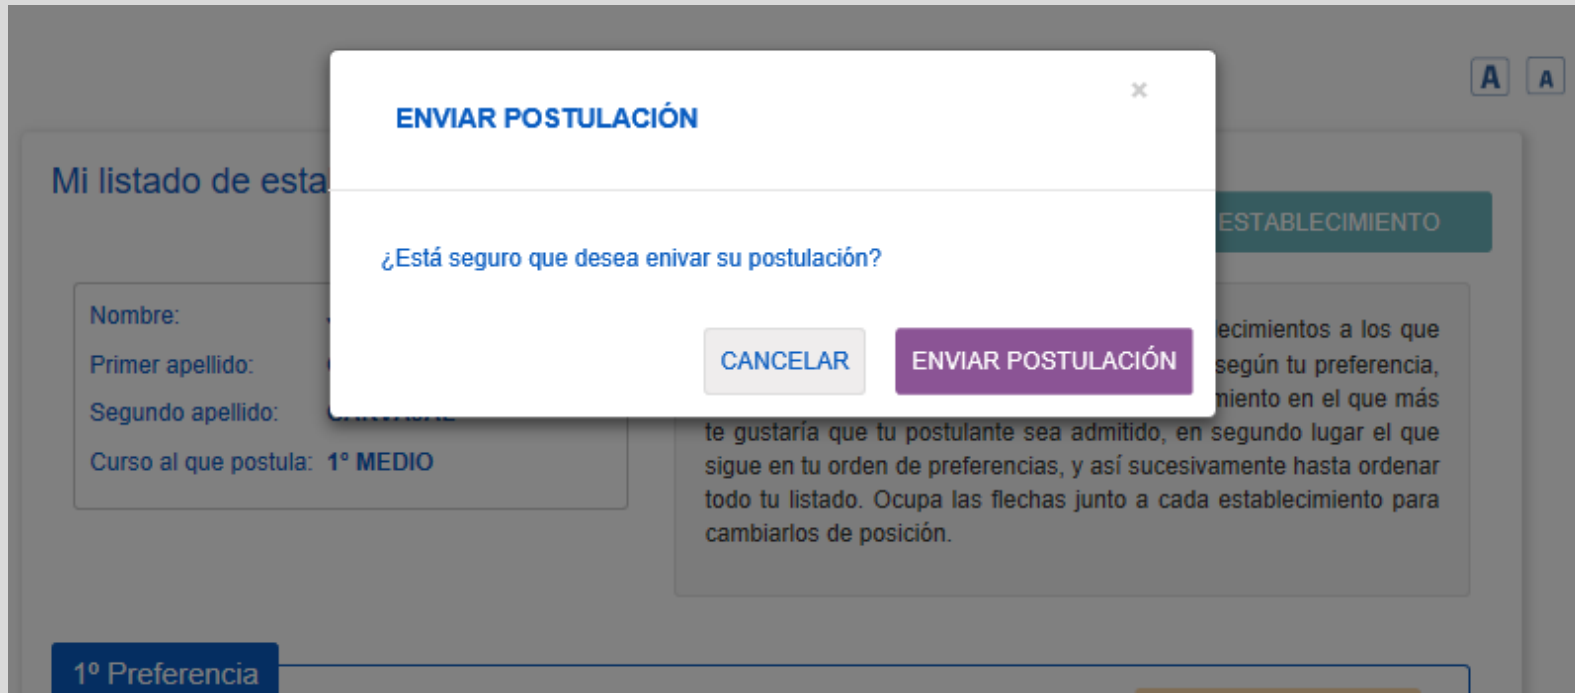 A A
ENVIAR POSTULACIÓN
×
Mi listado de esta
ESTABLECIMIENTO
¿Está seguro que desea enivar su postulación?
CANCELAR
ENVIAR POSTULACIÓN
Nombre:
Primer apellido:
Segundo apellido:
Curso al que postula: 1° MEDIO
ecimientos a los que
según tu preferencia,
miento en el que más
te gustaría que tu postulante sea admitido, en segundo lugar el que
sigue en tu orden de preferencias, y así sucesivamente hasta ordenar
todo tu listado. Ocupa las flechas junto a cada establecimiento para
cambiarlos de posición.
1º Preferencia